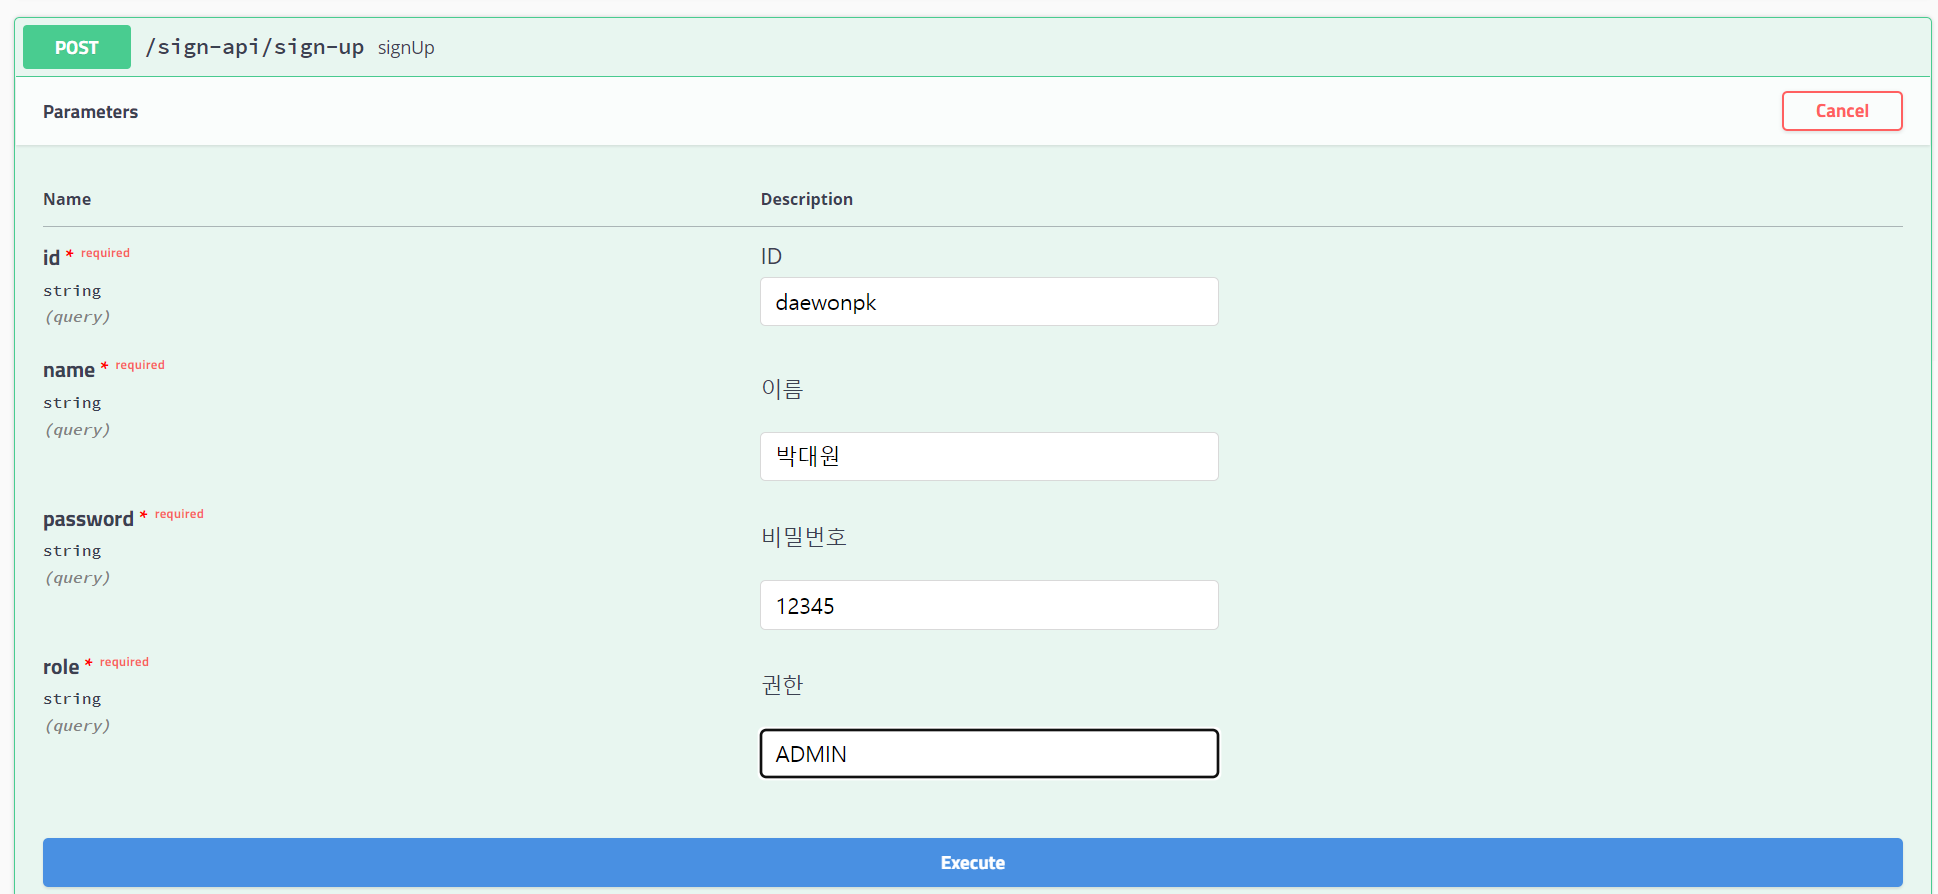 POST /sign-api/sign-up signUp
Parameters Cancel
Name Description
id * required
string
(query)
ID
daewonpk
name * required
string
(query)
이름
박대원
password * required
string
(query)
비밀번호
12345
role * required
string
(query)
권한
ADMIN
Execute